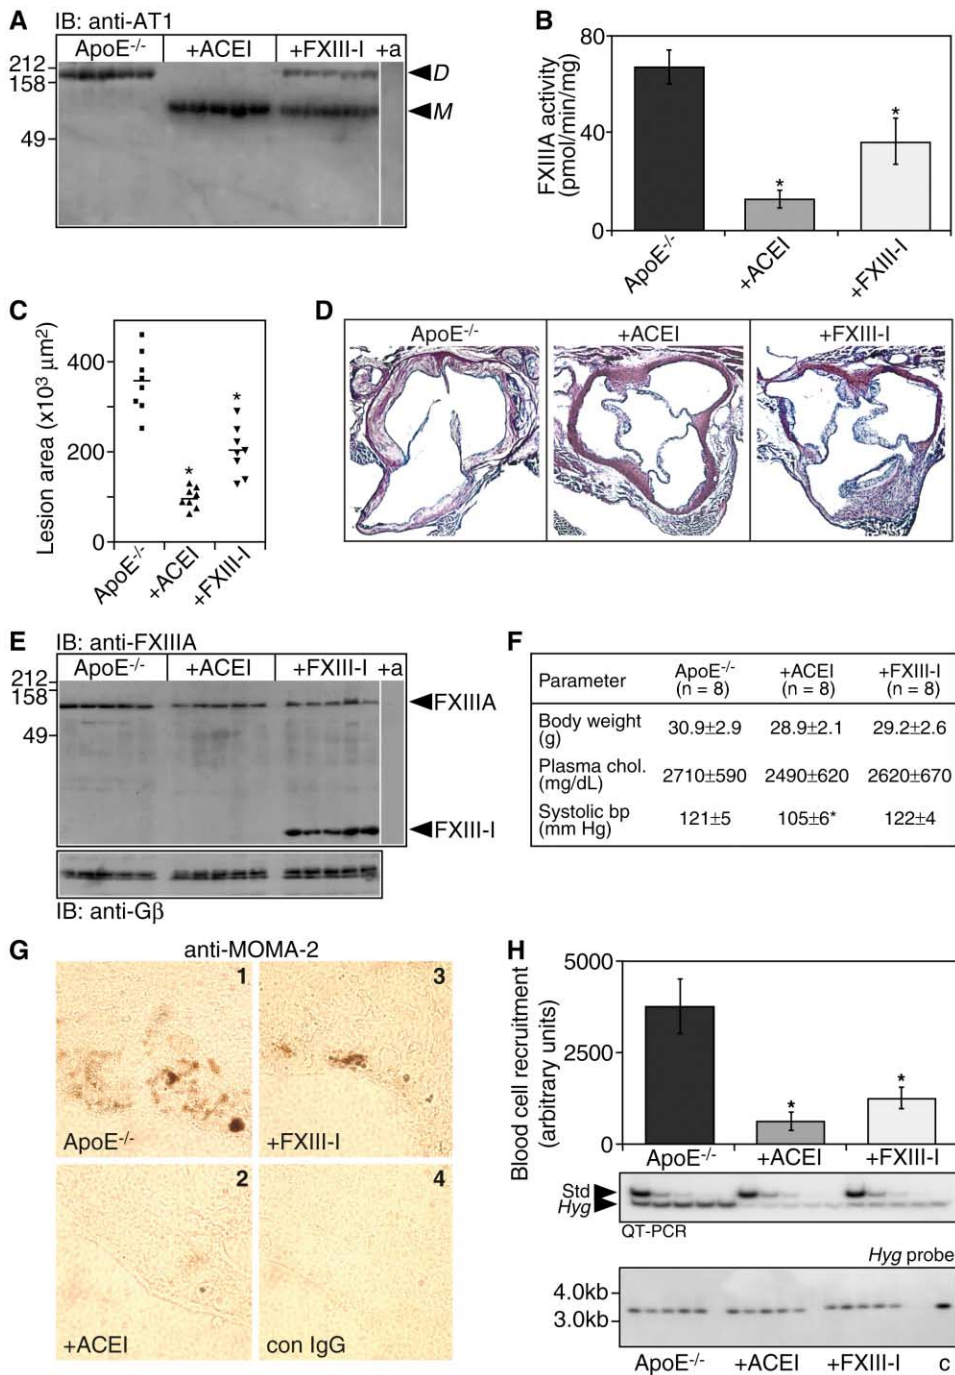 A
IB: anti-AT1
ApoE-/- +ACEI +FXIII-I +a
212
158
49
D
M
B
FXIIIA activity
(pmol/min/mg)
80
40
0
ApoE-/-
+ACEI
+FXIII-I
*
*
C
Lesion area (x10³ µm²)
400
200
0
ApoE-/-
+ACEI
+FXIII-I
*
*
D
ApoE-/- +ACEI +FXIII-I
E
IB: anti-FXIIIA
ApoE-/- +ACEI +FXIII-I +a
212
158
49
FXIIIA
FXIII-I
IB: anti-Gβ
F
Parameter ApoE-/- (n = 8) +ACEI (n = 8) +FXIII-I (n = 8)
Body weight (g) 30.9±2.9 28.9±2.1 29.2±2.6
Plasma chol. (mg/dL) 2710±590 2490±620 2620±670
Systolic bp (mm Hg) 121±5 105±6* 122±4
G
anti-MOMA-2
1
ApoE-/-
3
+FXIII-I
2
+ACEI
4
con IgG
H
Blood cell recruitment
(arbitrary units)
5000
2500
0
*
*
ApoE-/- +ACEI +FXIII-I
Std
Hyg
QT-PCR
Hyg probe
4.0kb
3.0kb
ApoE-/- +ACEI +FXIII-I c